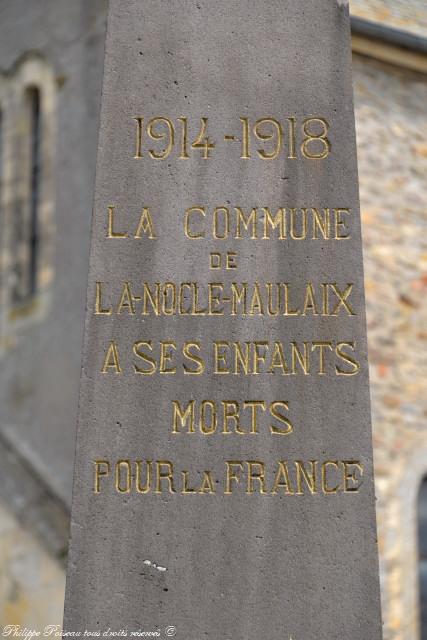 1914-1918
LA COMMUNE
DE
LA-NOCLE-MAULAIX
A SES ENFANTS
MORTS
POUR LA FRANCE
Philippe Poiseau tous droits réservés ©